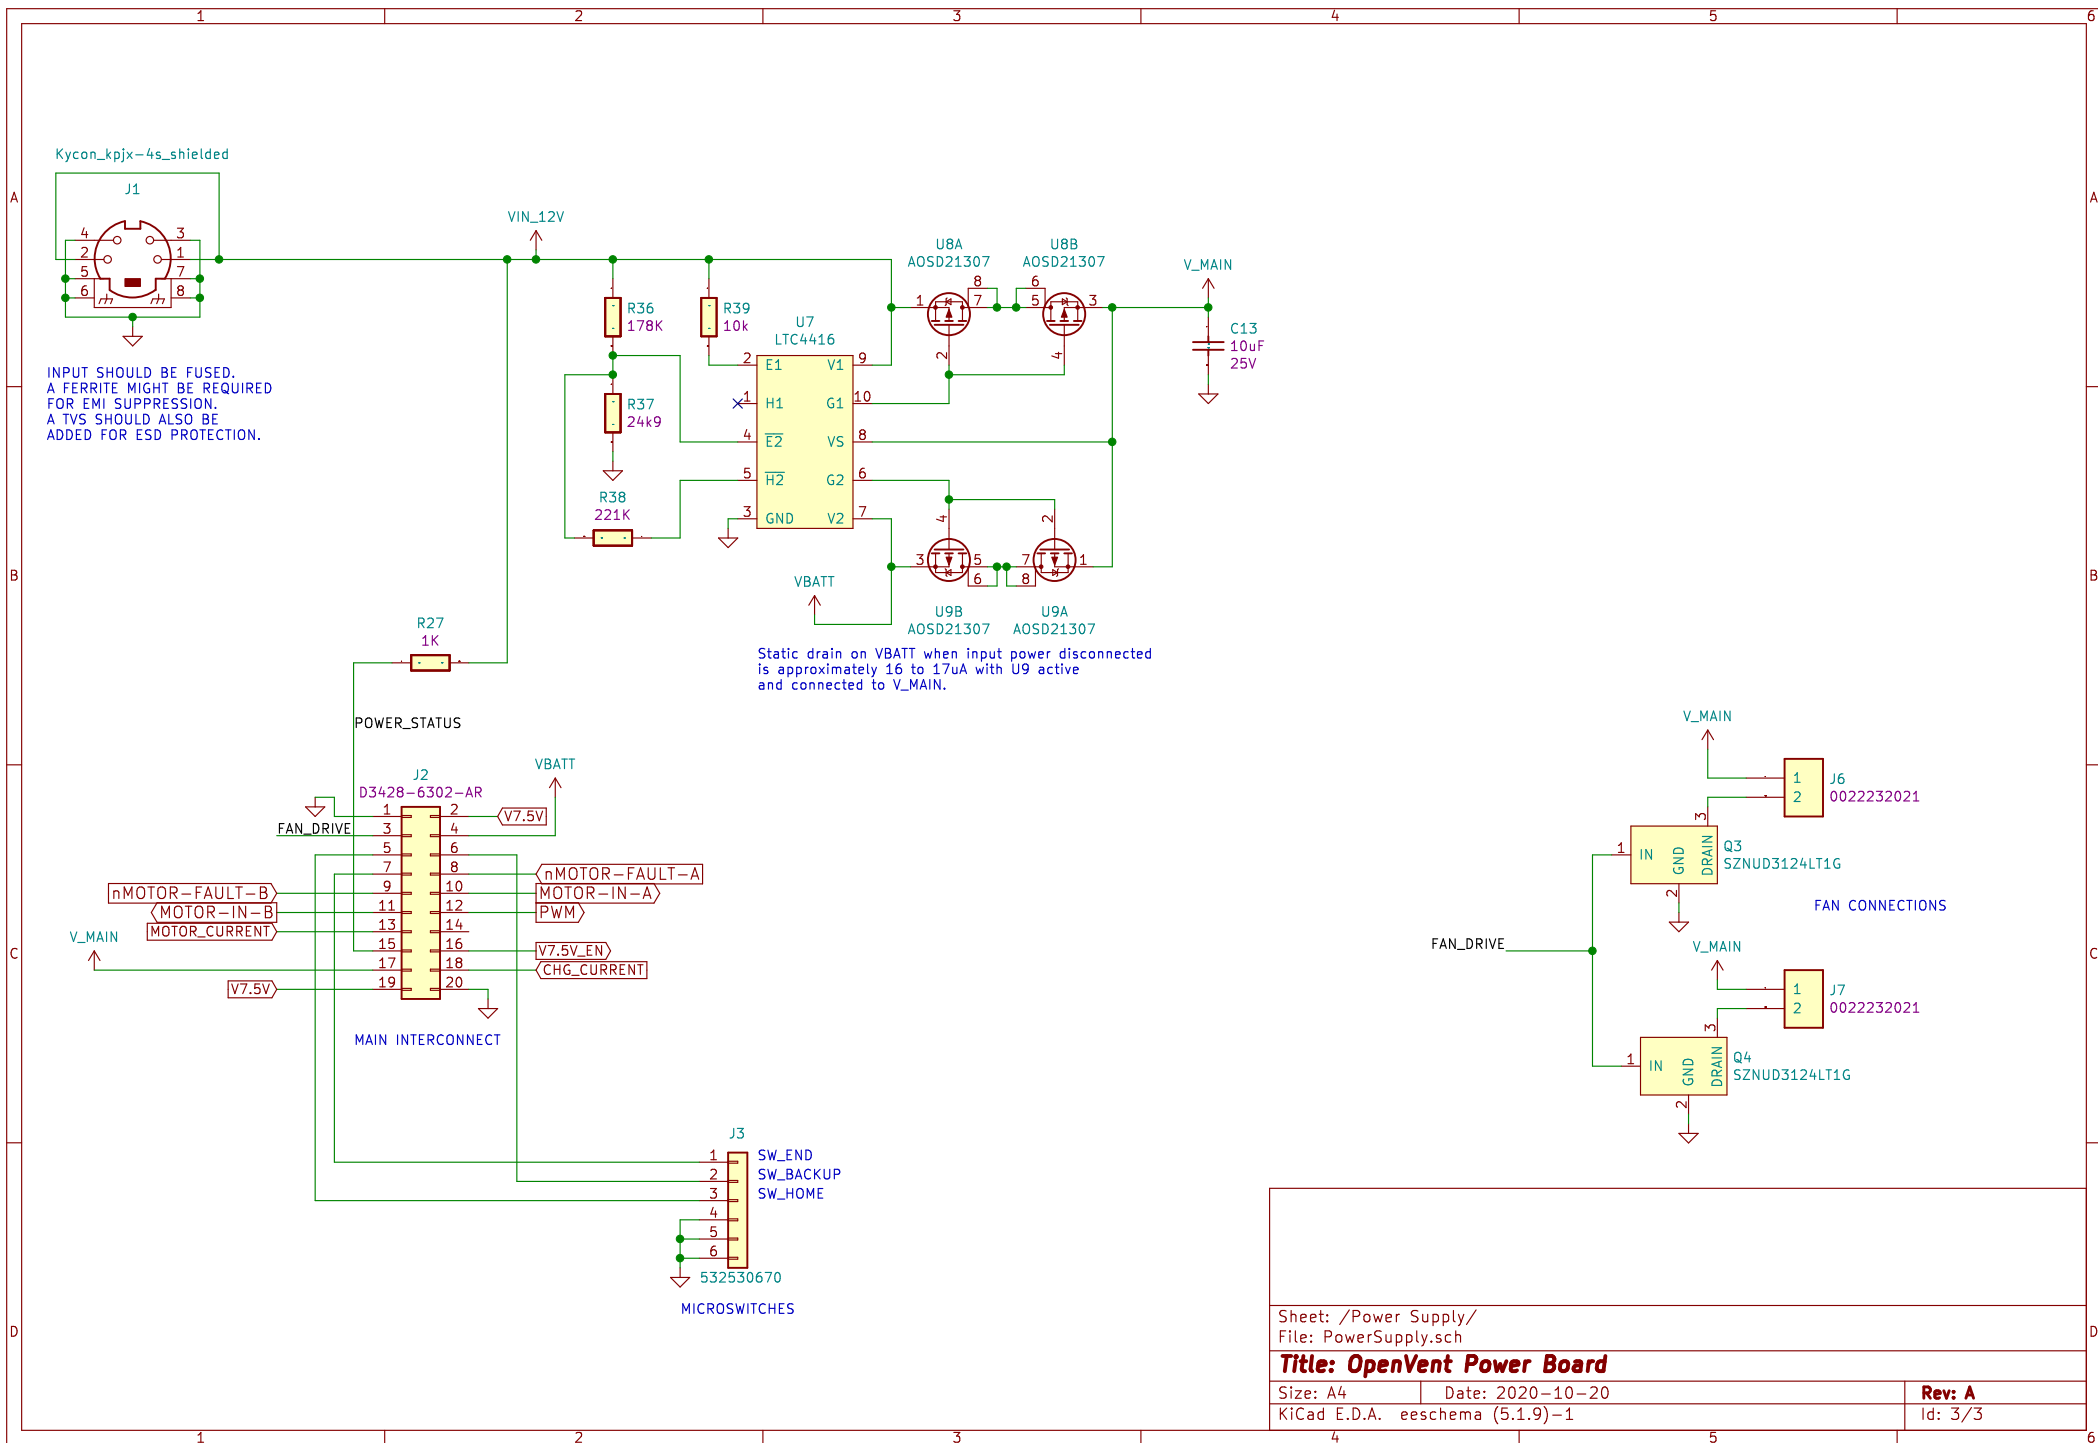 1 2 3 4 5 6
A A
Kycon_kpjx-4s_shielded
J1
4 3
2 1
5 7
6 8
INPUT SHOULD BE FUSED.
A FERRITE MIGHT BE REQUIRED
FOR EMI SUPPRESSION.
A TVS SHOULD ALSO BE
ADDED FOR ESD PROTECTION.
VIN_12V
R36
178K
R39
10k
R37
24k9
R38
221K
U7
LTC4416
2 E1 V1 9
1 H1 G1 10
4 E2 VS 8
5 H2 G2 6
3 GND V2 7
U8A
AOSD21307
1 8 7 2
U8B
AOSD21307
6 5 3 4
V_MAIN
C13
10uF
25V
B B
VBATT
3 4 5 6
U9B
AOSD21307
7 8 2 1
U9A
AOSD21307
Static drain on VBATT when input power disconnected
is approximately 16 to 17uA with U9 active
and connected to V_MAIN.
R27
1K
POWER_STATUS
VBATT
J2
D3428-6302-AR
1 2 V7.5V
FAN_DRIVE 3 4
5 6
7 8 nMOTOR-FAULT-A
nMOTOR-FAULT-B 9 10 MOTOR-IN-A
MOTOR-IN-B 11 12 PWM
MOTOR_CURRENT 13 14
15 16 V7.5V_EN
V_MAIN
17 18 CHG_CURRENT
V7.5V 19 20
MAIN INTERCONNECT
C C
V_MAIN
1 J6
2 0022232021
3
1 IN GND DRAIN Q3
SZNUD3124LT1G
2
FAN CONNECTIONS
FAN_DRIVE
V_MAIN
1 J7
2 0022232021
3
1 IN GND DRAIN Q4
SZNUD3124LT1G
2
J3
1 SW_END
2 SW_BACKUP
3 SW_HOME
4
5
6
532530670
MICROSWITCHES
D D
Sheet: /Power Supply/
File: PowerSupply.sch
Title: OpenVent Power Board
Size: A4 Date: 2020-10-20 Rev: A
KiCad E.D.A. eeschema (5.1.9)-1 Id: 3/3
1 2 3 4 5 6